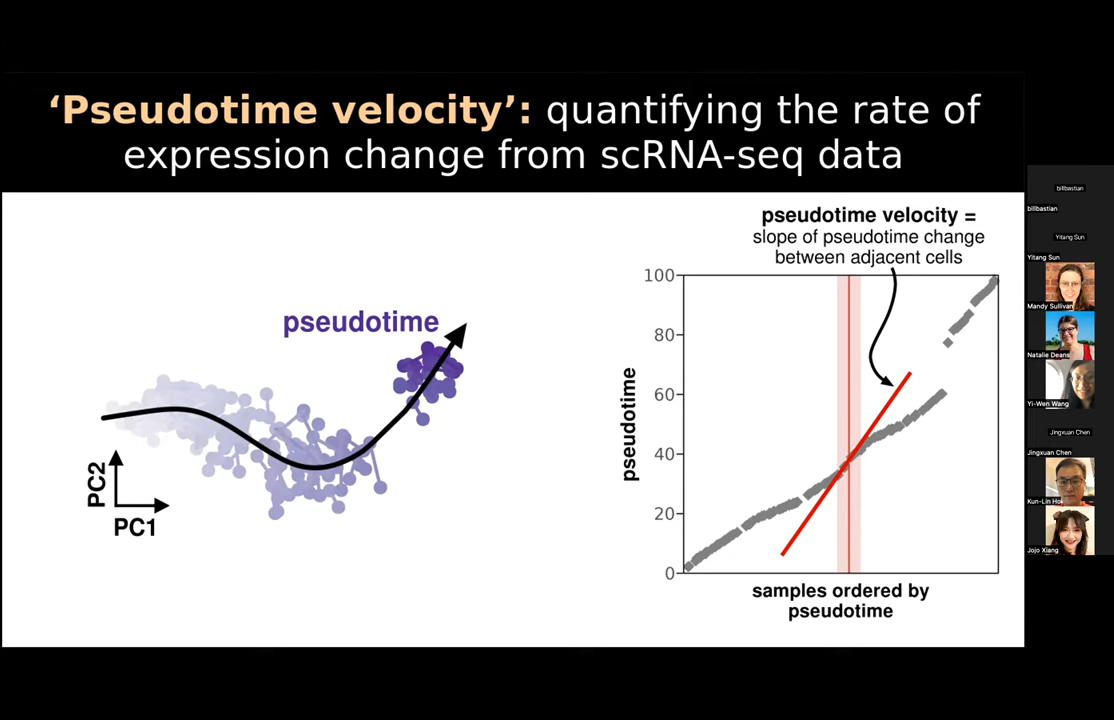 ‘Pseudotime velocity’: quantifying the rate of
expression change from scRNA-seq data
pseudotime
PC2
PC1
pseudotime velocity =
slope of pseudotime change
between adjacent cells
100
80
60
40
20
0
pseudotime
samples ordered by
pseudotime
billbastian
billbastian
Yitang Sun
Yitang Sun
Mandy Sullivan
Natalie Deans
Yi-Wen Wang
Jingxuan Chen
Jingxuan Chen
Kun-Lin Ho
Jojo Xiang